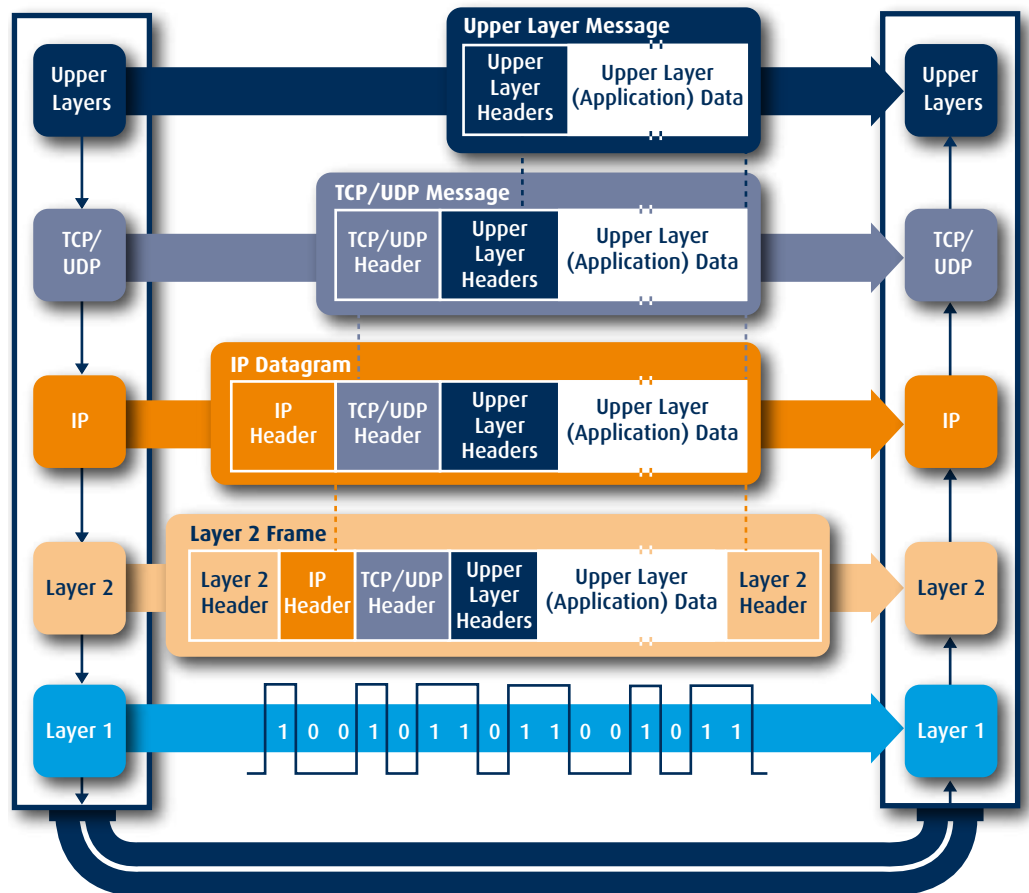 Upper Layer Message
Upper
Layers
Upper
Layer
Headers
Upper Layer
(Application) Data
Upper
Layers
TCP/UDP Message
TCP/
UDP
TCP/UDP
Header
Upper
Layer
Headers
Upper Layer
(Application) Data
TCP/
UDP
IP Datagram
IP
IP
Header
TCP/UDP
Header
Upper
Layer
Headers
Upper Layer
(Application) Data
IP
Layer 2 Frame
Layer 2
Layer 2
Header
IP
Header
TCP/UDP
Header
Upper
Layer
Headers
Upper Layer
(Application) Data
Layer 2
Header
Layer 2
Layer 1
1 0 0 1 0 1 1 0 1 1 0 0 1 0 1 1
Layer 1